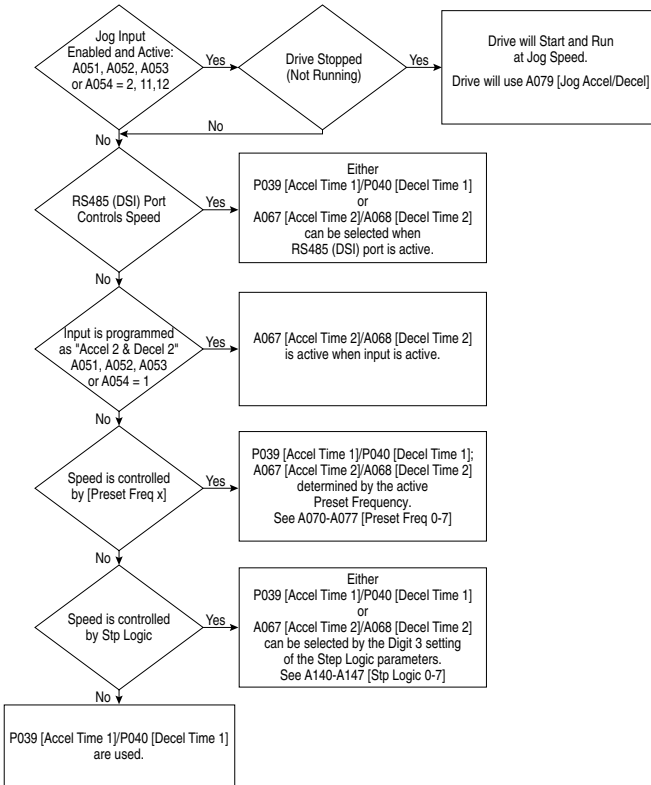 Jog Input
Enabled and Active:
A051, A052, A053
or A054 = 2, 11,12
Yes
Drive Stopped
(Not Running)
Yes
Drive will Start and Run
at Jog Speed.
Drive will use A079 [Jog Accel/Decel]
No
No
RS485 (DSI) Port
Controls Speed
Yes
Either
P039 [Accel Time 1]/P040 [Decel Time 1]
or
A067 [Accel Time 2]/A068 [Decel Time 2]
can be selected when
RS485 (DSI) port is active.
No
Input is programmed
as "Accel 2 & Decel 2"
A051, A052, A053
or A054 = 1
Yes
A067 [Accel Time 2]/A068 [Decel Time 2]
is active when input is active.
No
Speed is controlled
by [Preset Freq x]
Yes
P039 [Accel Time 1]/P040 [Decel Time 1];
A067 [Accel Time 2]/A068 [Decel Time 2]
determined by the active
Preset Frequency.
See A070-A077 [Preset Freq 0-7]
No
Speed is controlled
by Stp Logic
Yes
Either
P039 [Accel Time 1]/P040 [Decel Time 1]
or
A067 [Accel Time 2]/A068 [Decel Time 2]
can be selected by the Digit 3 setting
of the Step Logic parameters.
See A140-A147 [Stp Logic 0-7]
No
P039 [Accel Time 1]/P040 [Decel Time 1]
are used.